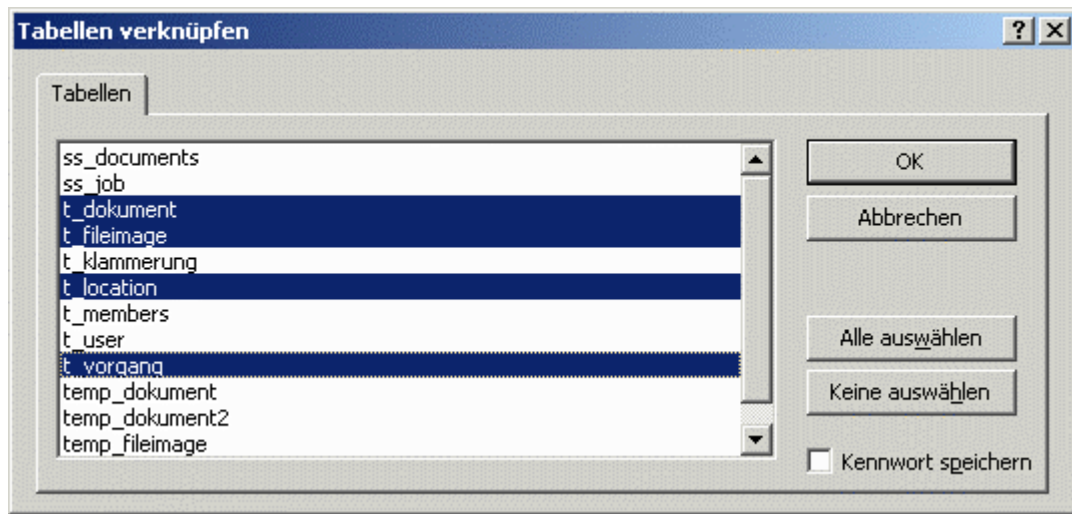 Tabellen verknüpfen
Tabellen
ss_documents
ss_job
t_dokument
t_fileimage
t_klammerung
t_location
t_members
t_user
t_vorgang
temp_dokument
temp_dokument2
temp_fileimage
OK
Abbrechen
Alle auswählen
Keine auswählen
Kennwort speichern